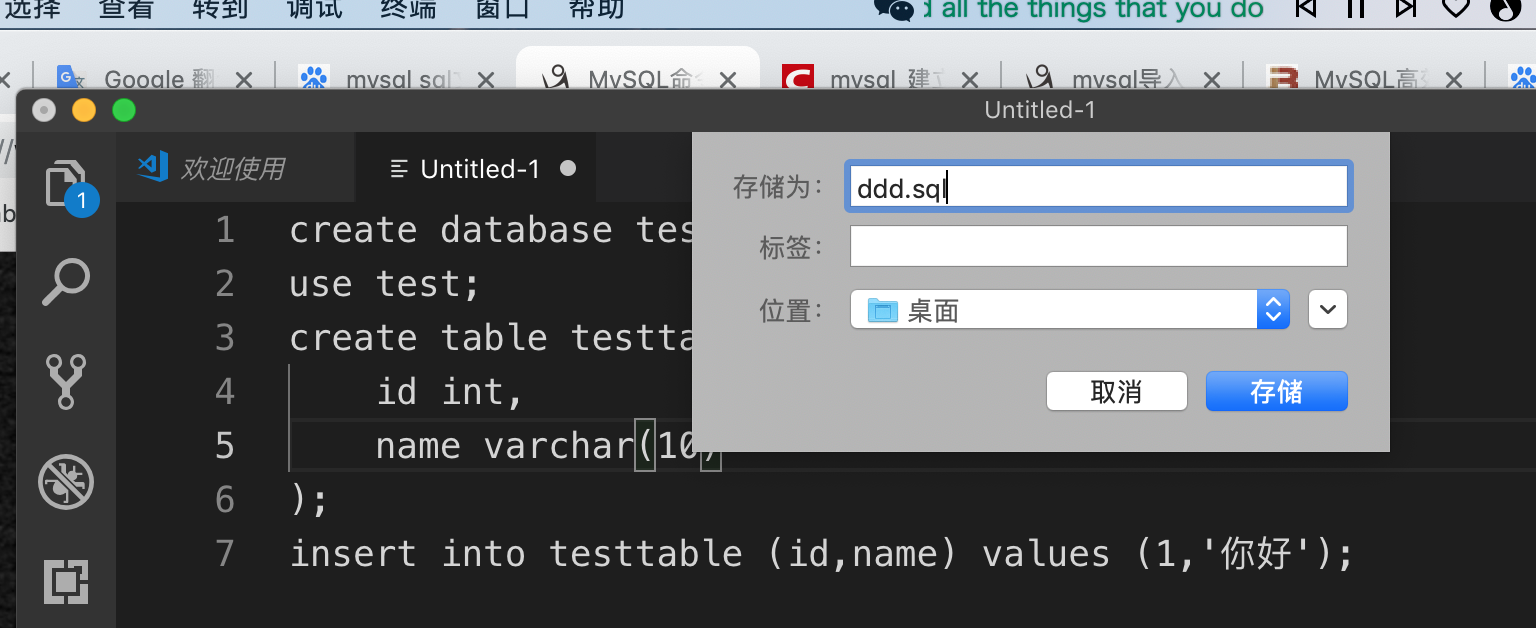 选择 查看 转到 调试 终端 窗口 帮助
all the things that you do
Google 翻 mysql sql MySQL命 mysql 建 mysql导入 MySQL高
Untitled-1
欢迎使用 Untitled-1
1
存储为：ddd.sql
标签：
位置：桌面
取消 存储
1 create database tes
2 use test;
3 create table testta
4 id int,
5 name varchar(10)
6 );
7 insert into testtable (id,name) values (1,'你好');